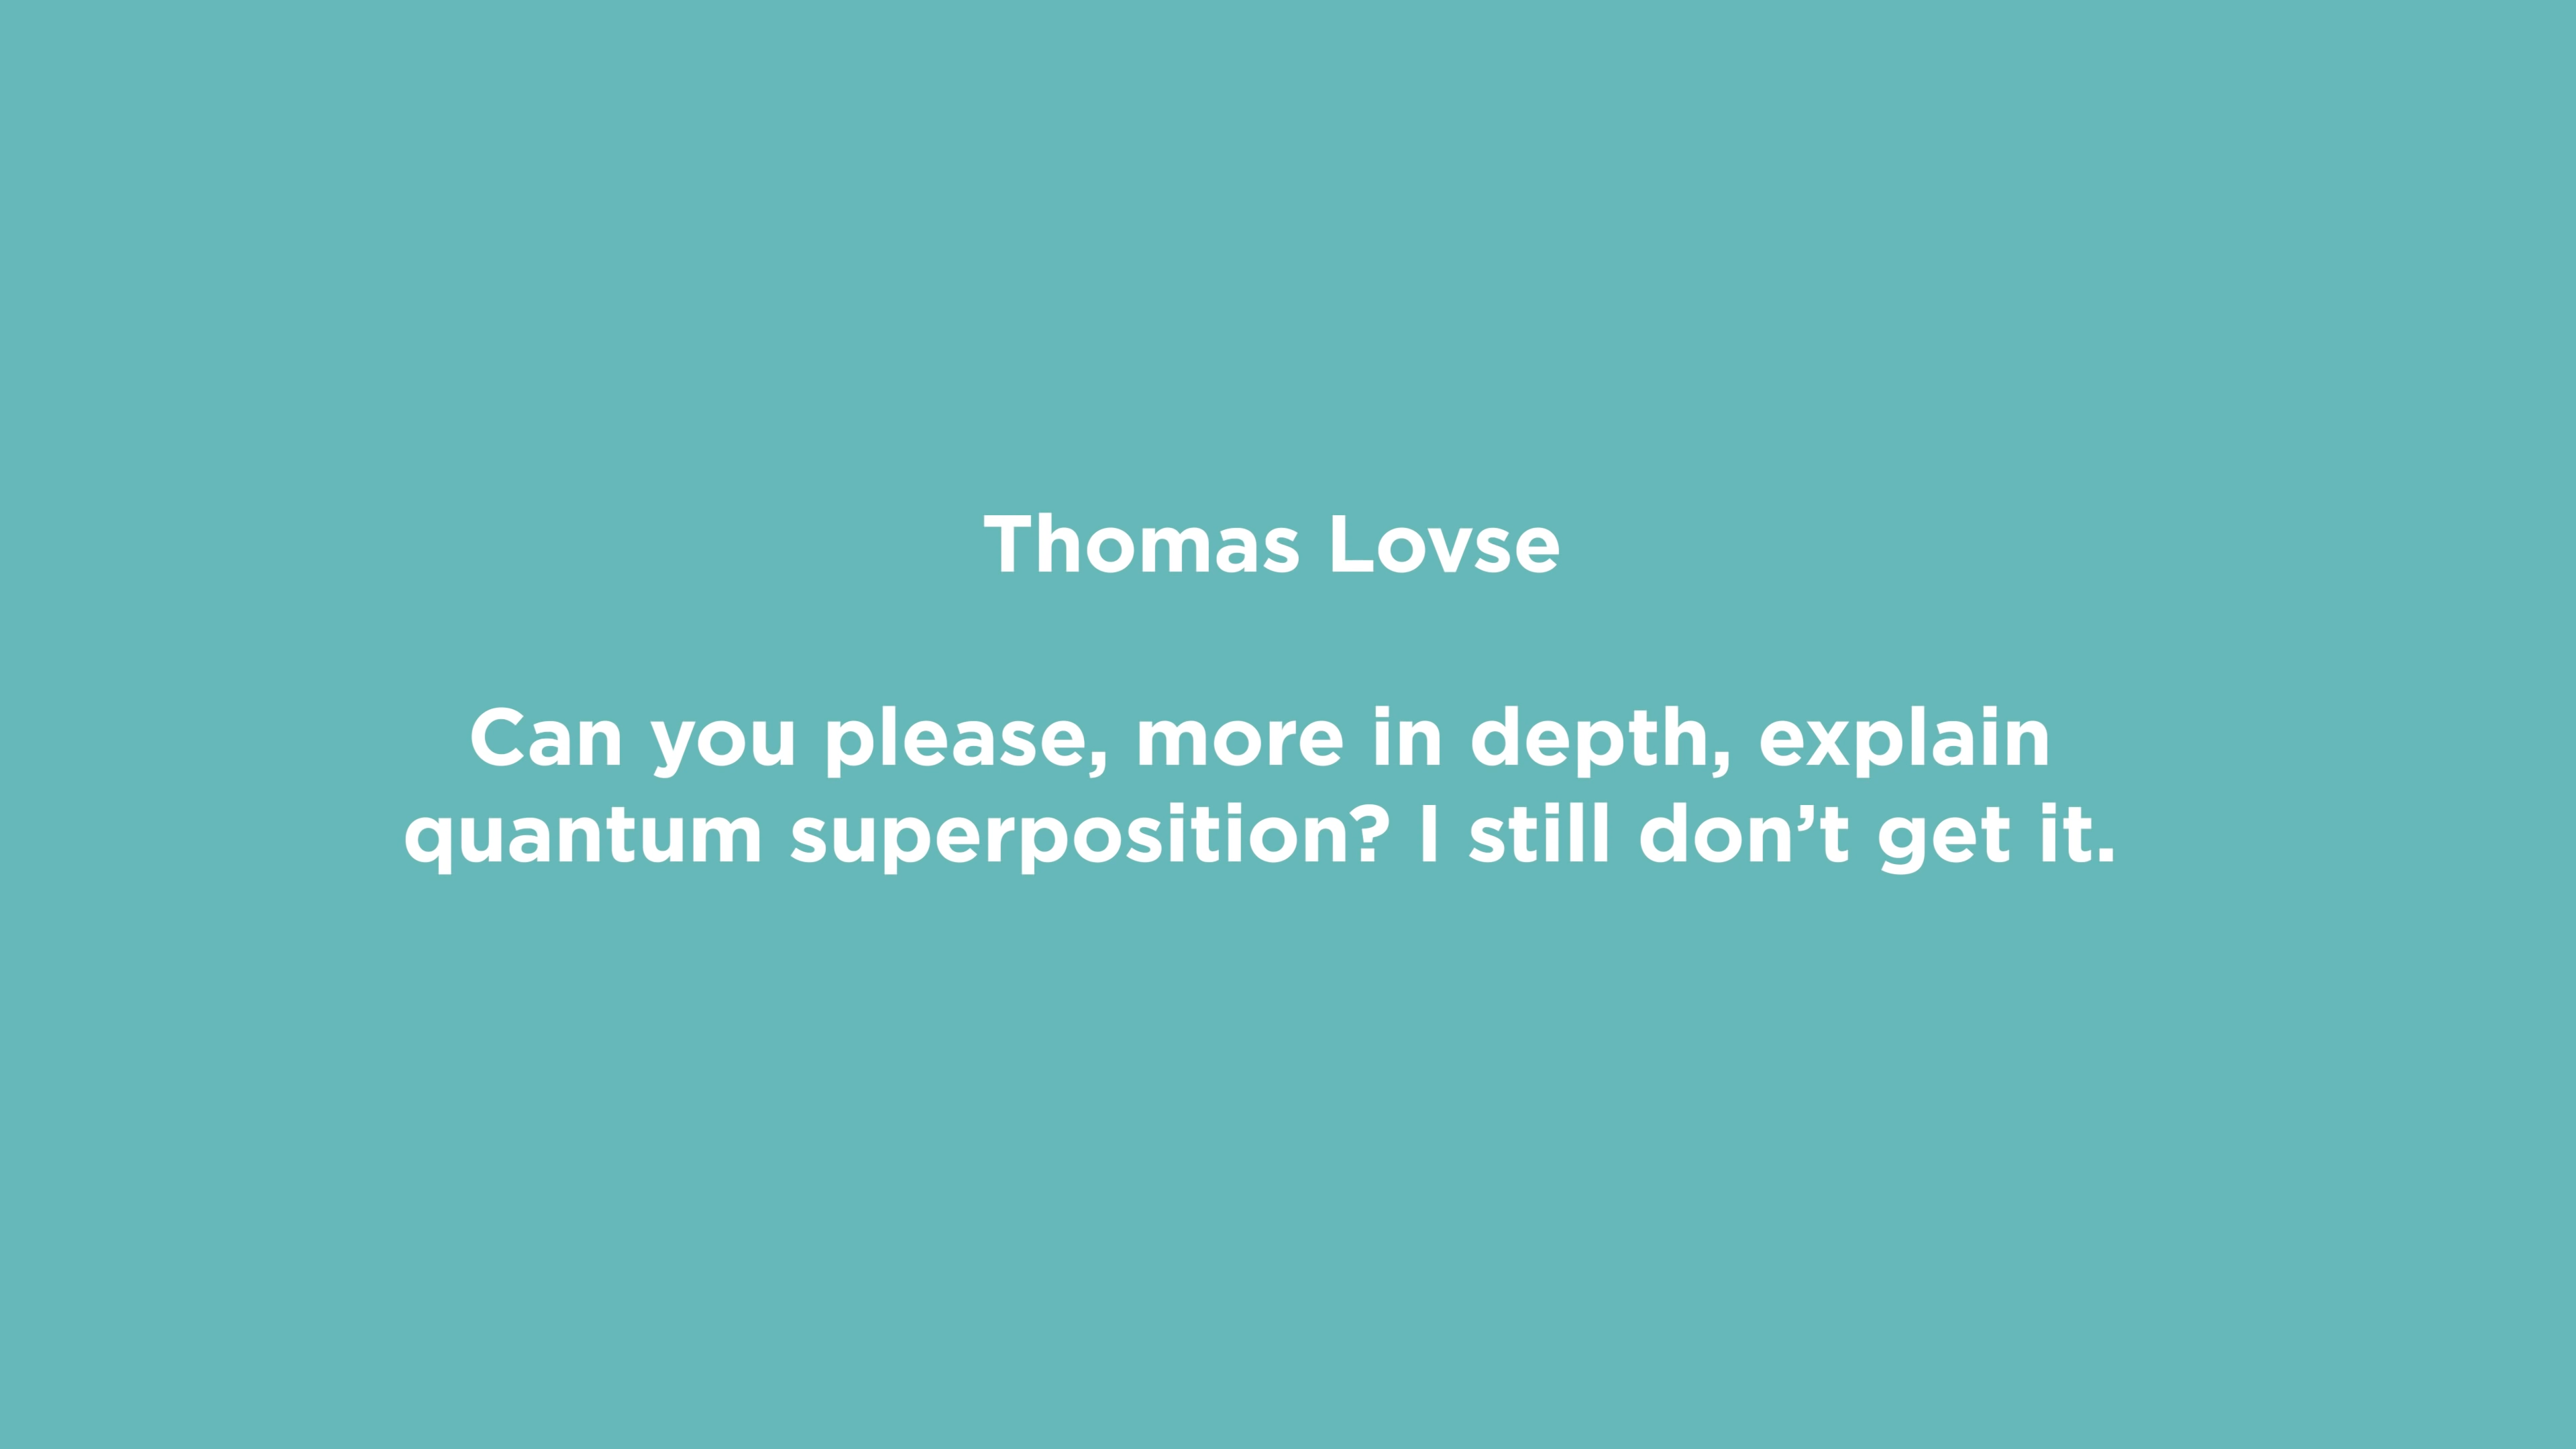 Thomas Lovse
Can you please, more in depth, explain
quantum superposition? I still don’t get it.